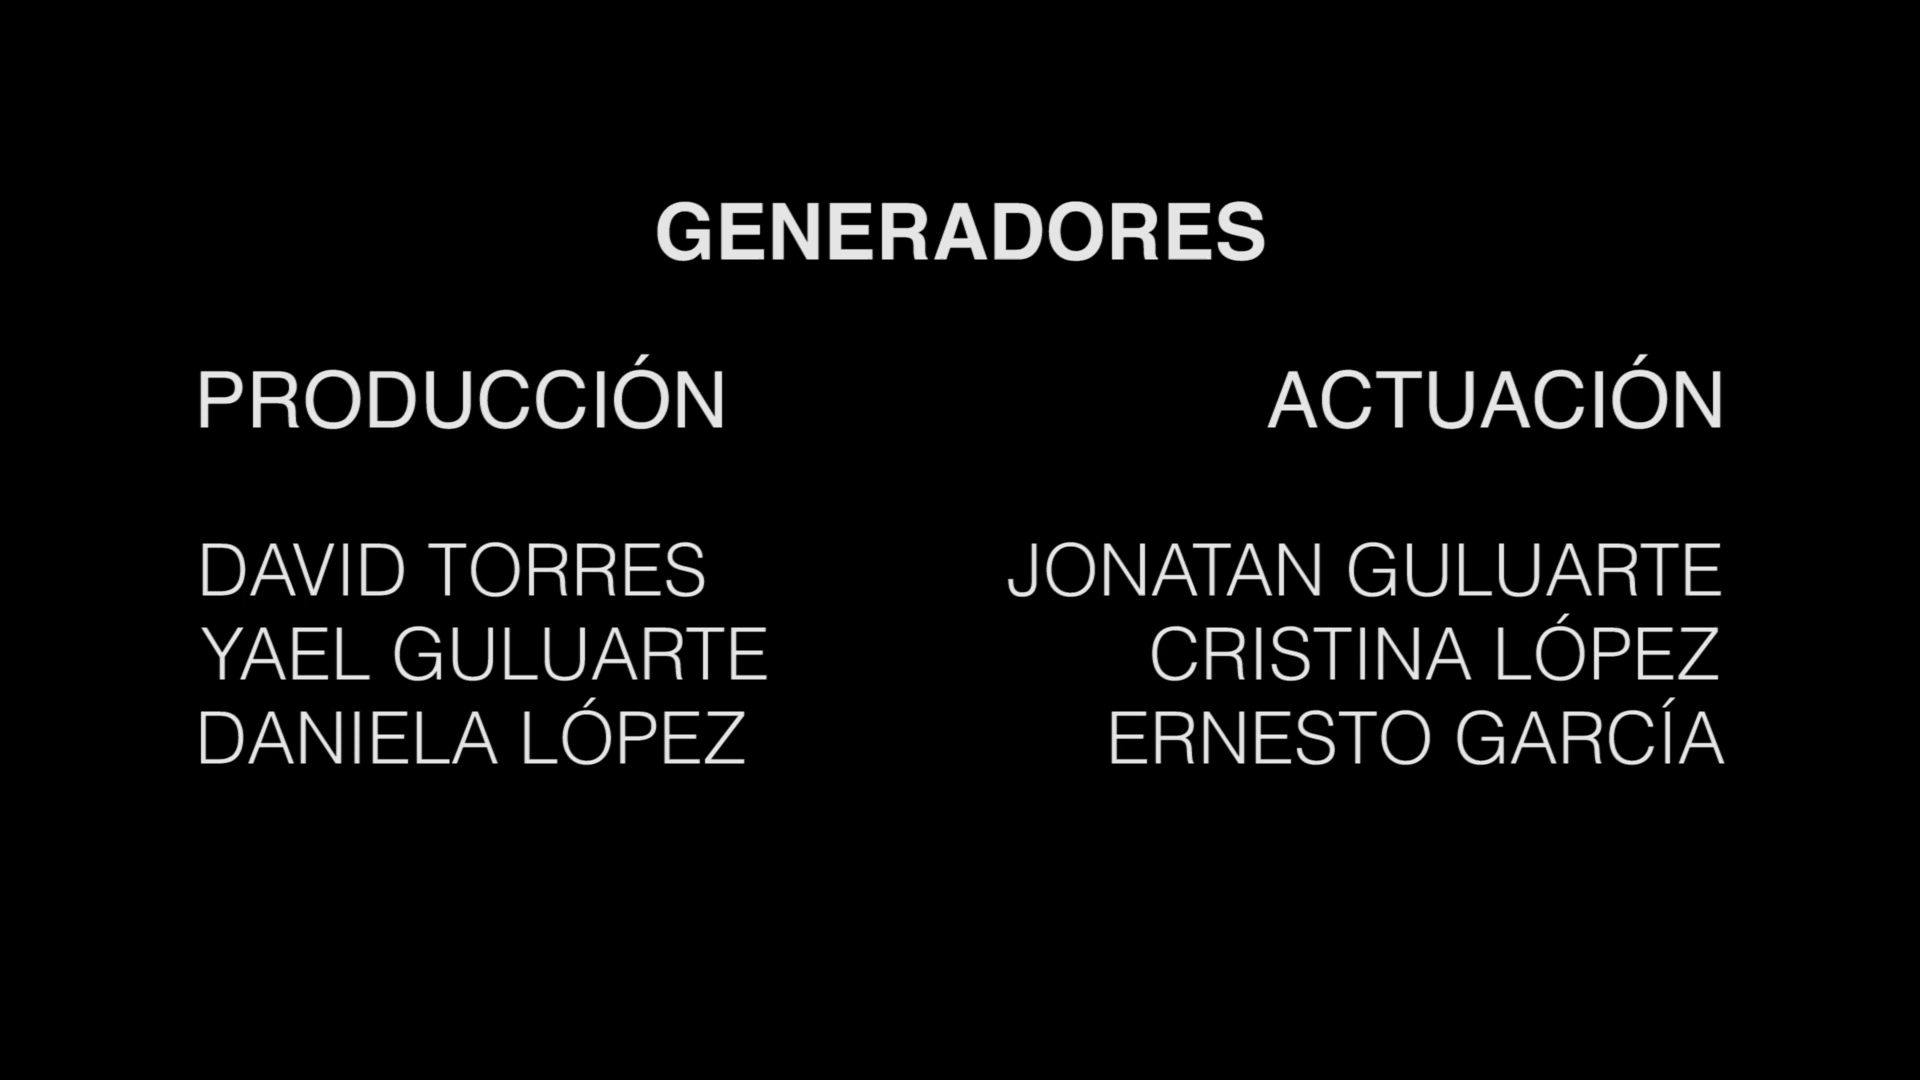 GENERADORES
PRODUCCIÓN
DAVID TORRES
YAEL GULUARTE
DANIELA LÓPEZ
ACTUACIÓN
JONATAN GULUARTE
CRISTINA LÓPEZ
ERNESTO GARCÍA